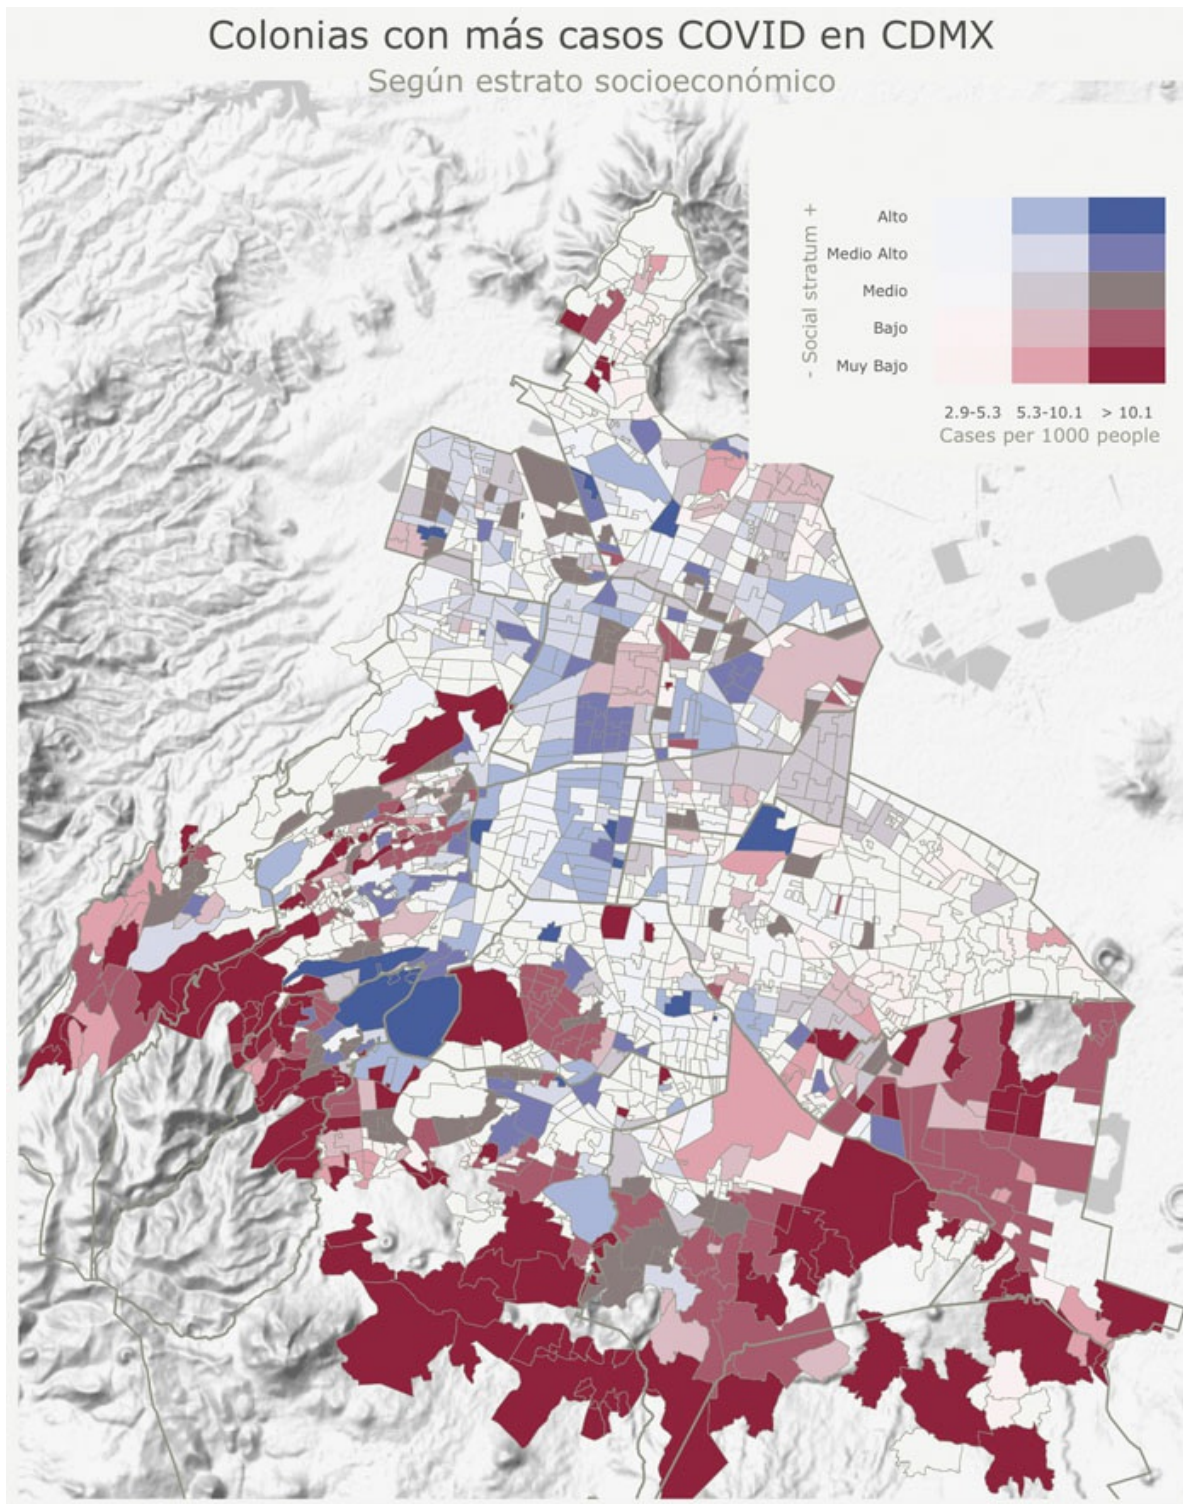 Colonias con más casos COVID en CDMX
Según estrato socioeconómico
- Social stratum +
Alto
Medio Alto
Medio
Bajo
Muy Bajo
2.9-5.3 5.3-10.1 > 10.1
Cases per 1000 people